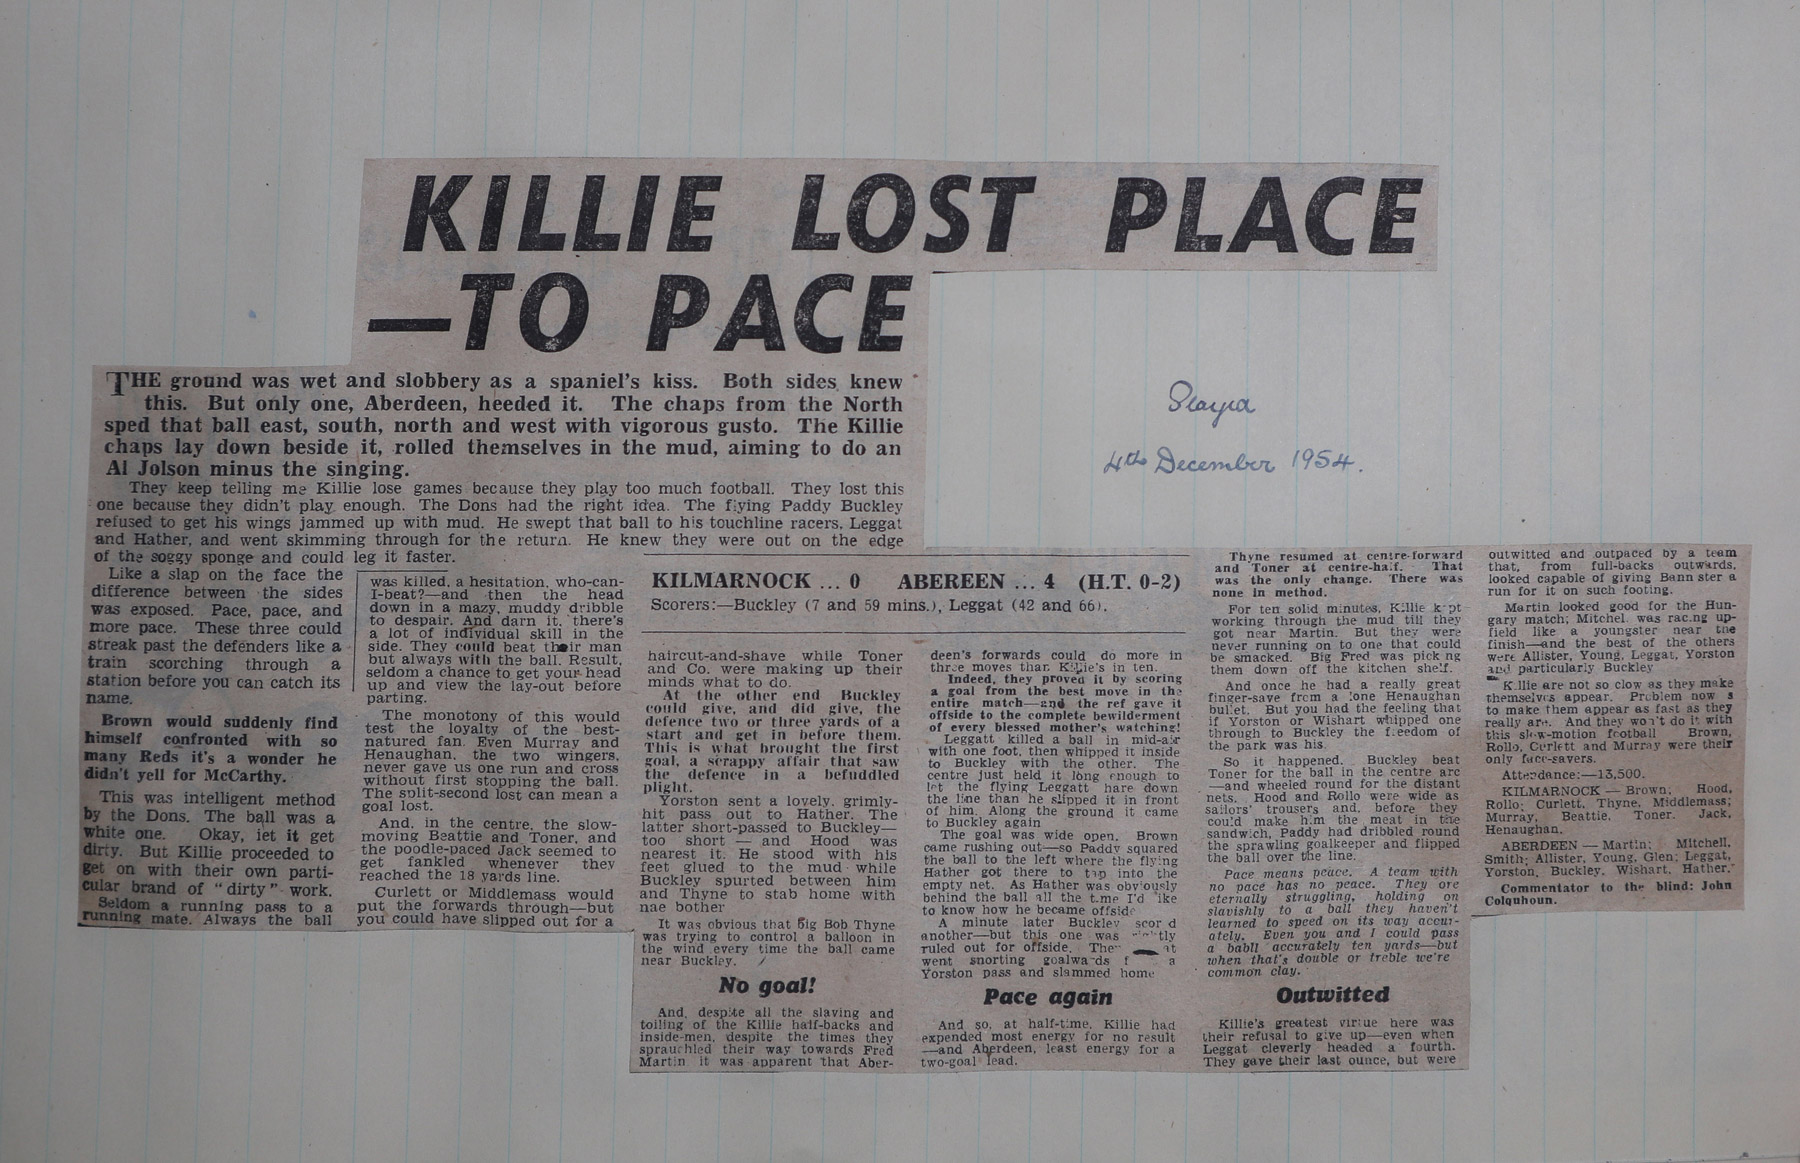 KILLIE LOST PLACE
—TO PACE
THE ground was wet and slobbery as a spaniel's kiss. Both sides knew
this. But only one, Aberdeen, heeded it. The chaps from the North
sped that ball east, south, north and west with vigorous gusto. The Killie
chaps lay down beside it, rolled themselves in the mud, aiming to do an
Al Jolson minus the singing.
They keep telling me Killie lose games because they play too much football. They lost this
one because they didn't play enough. The Dons had the right idea. The flying Paddy Buckley
refused to get his wings jammed up with mud. He swept that ball to his touchline racers, Leggat
and Hather, and went skimming through for the return. He knew they were out on the edge
of the soggy sponge and could leg it faster.
Like a slap on the face the
difference between the sides
was exposed. Pace, pace, and
more pace. These three could
streak past the defenders like a
train scorching through a
station before you can catch its
name.
Brown would suddenly find
himself confronted with so
many Reds it's a wonder he
didn't yell for McCarthy.
This was intelligent method
by the Dons. The ball was a
white one. Okay, let it get
dirty. But Killie proceeded to
get on with their own parti-
cular brand of "dirty" work.
Seldom a running pass to a
running mate. Always the ball
was killed, a hesitation, who-can-
I-beat?—and then the head
down in a mazy, muddy dribble
to despair. And darn it, there's
a lot of individual skill in the
side. They could beat their man
but always with the ball. Result,
seldom a chance to get your head
up and view the lay-out before
parting.
The monotony of this would
test the loyalty of the best-
natured fan. Even Murray and
Henaughan, the two wingers,
never gave us one run and cross
without first stopping the ball.
The split-second lost can mean a
goal lost.
And, in the centre, the slow-
moving Beattie and Toner, and
the poodle-paced Jack seemed to
get fankled whenever they
reached the 18 yards line.
Curlett or Middlemass would
put the forwards through—but
you could have slipped out for a
KILMARNOCK ... 0 ABEREEN ... 4 (H.T. 0-2)
Scorers:—Buckley (7 and 59 mins.), Leggat (42 and 66).
haircut-and-shave while Toner
and Co. were making up their
minds what to do.
At the other end Buckley
could give, and did give, the
defence two or three yards of a
start and get in before them.
This is what brought the first
goal, a scrappy affair that saw
the defence in a befuddled
plight.
Yorston sent a lovely, grimly-
hit pass out to Hather. The
latter short-passed to Buckley—
too short — and Hood was
nearest it. He stood with his
feet glued to the mud while
Buckley spurted between him
and Thyne to stab home with
nae bother
It was obvious that Big Bob Thyne
was trying to control a balloon in
the wind every time the ball came
near Buckley.
No goal!
And, despite all the slaving and
toiling of the Killie half-backs and
inside-men, despite the times they
sprauchled their way towards Fred
Martin it was apparent that Aber-
deen's forwards could do more in
three moves than Killie's in ten.
Indeed, they proved it by scoring
a goal from the best move in the
entire match—and the ref gave it
offside to the complete bewilderment
of every blessed mother's watching!
Leggatt killed a ball in mid-air
with one foot, then whipped it inside
to Buckley with the other. The
centre just held it long enough to
let the flying Leggatt hare down
the line than he slipped it in front
of him. Along the ground it came
to Buckley again
The goal was wide open. Brown
came rushing out—so Paddy squared
the ball to the left where the flying
Hather got there to tap into the
empty net. As Hather was obviously
behind the ball all the time I'd like
to know how he became offside
A minute later Buckley scored
another—but this one was
ruled out for offside.
went snorting goalwards a
Yorston pass and slammed home
Pace again
And so, at half-time, Killie had
expended most energy for no result
—and Aberdeen, least energy for a
two-goal lead.
Thyne resumed at centre-forward
and Toner at centre-half. That
was the only change. There was
none in method.
For ten solid minutes, Killie kept
working through the mud till they
got near Martin. But they were
never running on to one that could
be smacked. Big Fred was picking
them down off the kitchen shelf.
And once he had a really great
finger-save from a lone Henaughan
bullet. But you had the feeling that
if Yorston or Wishart whipped one
through to Buckley the freedom of
the park was his.
So it happened. Buckley beat
Toner for the ball in the centre arc
—and wheeled round for the distant
nets. Hood and Rollo were wide as
sailors' trousers and, before they
could make him the meat in the
sandwich, Paddy had dribbled round
the sprawling goalkeeper and flipped
the ball over the line.
Pace means peace. A team with
no pace has no peace. They are
eternally struggling, holding on
slavishly to a ball they haven't
learned to speed on its way accur-
ately. Even you and I could pass
a babll accurately ten yards—but
when that's double or treble we're
common clay.
Outwitted
Killie's greatest virtue here was
their refusal to give up—even when
Leggat cleverly headed a fourth.
They gave their last ounce, but were
outwitted and outpaced by a team
that, from full-backs outwards,
looked capable of giving Bannister a
run for it on such footing.
Martin looked good for the Hun-
gary match; Mitchel was racing up-
field like a youngster near the
finish—and the best of the others
were Allister, Young, Leggat, Yorston
and particularly Buckley
Killie are not so slow as they make
themselves appear. Problem now s
to make them appear as fast as they
really are. And they won't do it with
this slow-motion football Brown,
Rollo, Curlett and Murray were their
only face-savers.
Attendance:—13,500.
KILMARNOCK — Brown; Hood,
Rollo; Curlett, Thyne, Middlemass;
Murray, Beattie, Toner, Jack,
Henaughan.
ABERDEEN — Martin; Mitchell,
Smith; Allister, Young, Glen; Leggat,
Yorston, Buckley, Wishart, Hather.
Commentator to the blind: John
Colquhoun.
4th December 1954.